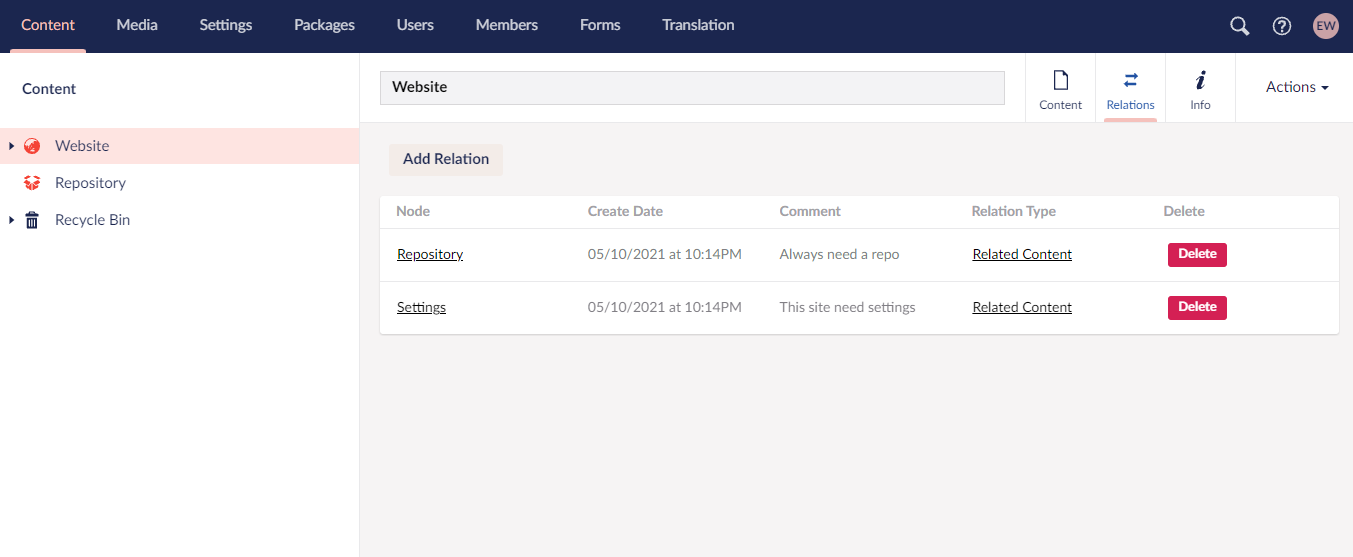 Content Media Settings Packages Users Members Forms Translation EW
Content
Website
Repository
Recycle Bin
Website
Content Relations Info Actions
Add Relation
Node Create Date Comment Relation Type Delete
Repository 05/10/2021 at 10:14PM Always need a repo Related Content Delete
Settings 05/10/2021 at 10:14PM This site need settings Related Content Delete